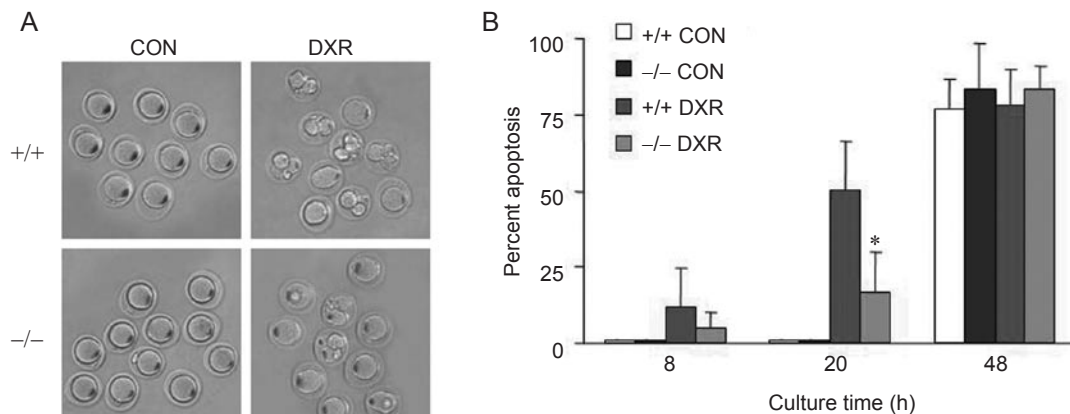 A
CON
DXR
+/+
−/−
B
+/+ CON
−/− CON
+/+ DXR
−/− DXR
Percent apoptosis
100
75
50
25
0
*
8
20
48
Culture time (h)